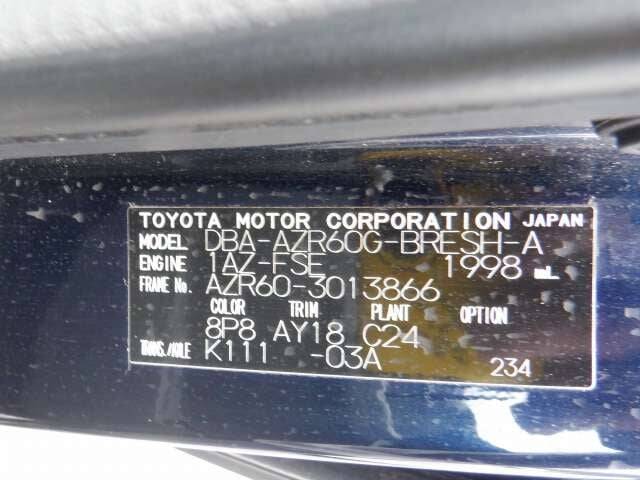 TOYOTA MOTOR CORPORATION JAPAN
MODEL DBA-AZR60G-BRESH-A
ENGINE 1AZ-FSE 1998 mL
FRAME No. AZR60-3013866
COLOR TRIM PLANT OPTION
8P8 AY18 C24
TRANS./AXLE K111 -03A
234